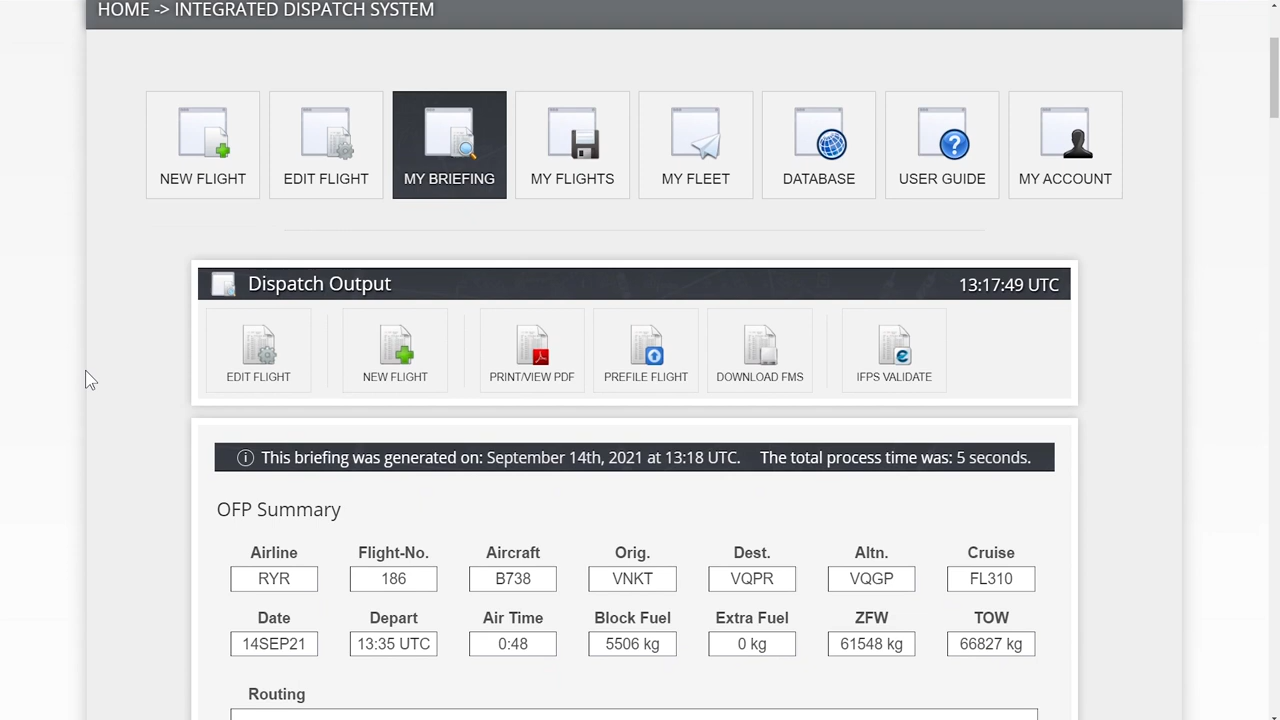 HOME -> INTEGRATED DISPATCH SYSTEM
NEW FLIGHT EDIT FLIGHT MY BRIEFING MY FLIGHTS MY FLEET DATABASE USER GUIDE MY ACCOUNT
Dispatch Output 13:17:49 UTC
EDIT FLIGHT NEW FLIGHT PRINT/VIEW PDF PREFILE FLIGHT DOWNLOAD FMS IFPS VALIDATE
This briefing was generated on: September 14th, 2021 at 13:18 UTC. The total process time was: 5 seconds.
OFP Summary
Airline Flight-No. Aircraft Orig. Dest. Altn. Cruise
RYR 186 B738 VNKT VQPR VQGP FL310
Date Depart Air Time Block Fuel Extra Fuel ZFW TOW
14SEP21 13:35 UTC 0:48 5506 kg 0 kg 61548 kg 66827 kg
Routing